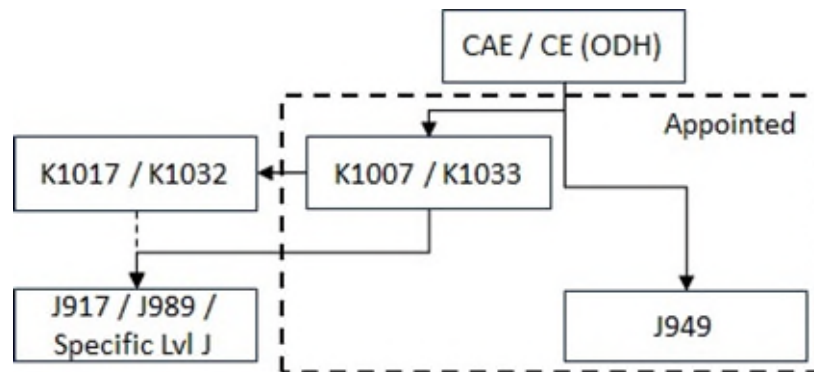 CAE / CE (ODH)
Appointed
K1017 / K1032
K1007 / K1033
J917 / J989 /
Specific Lvl J
J949